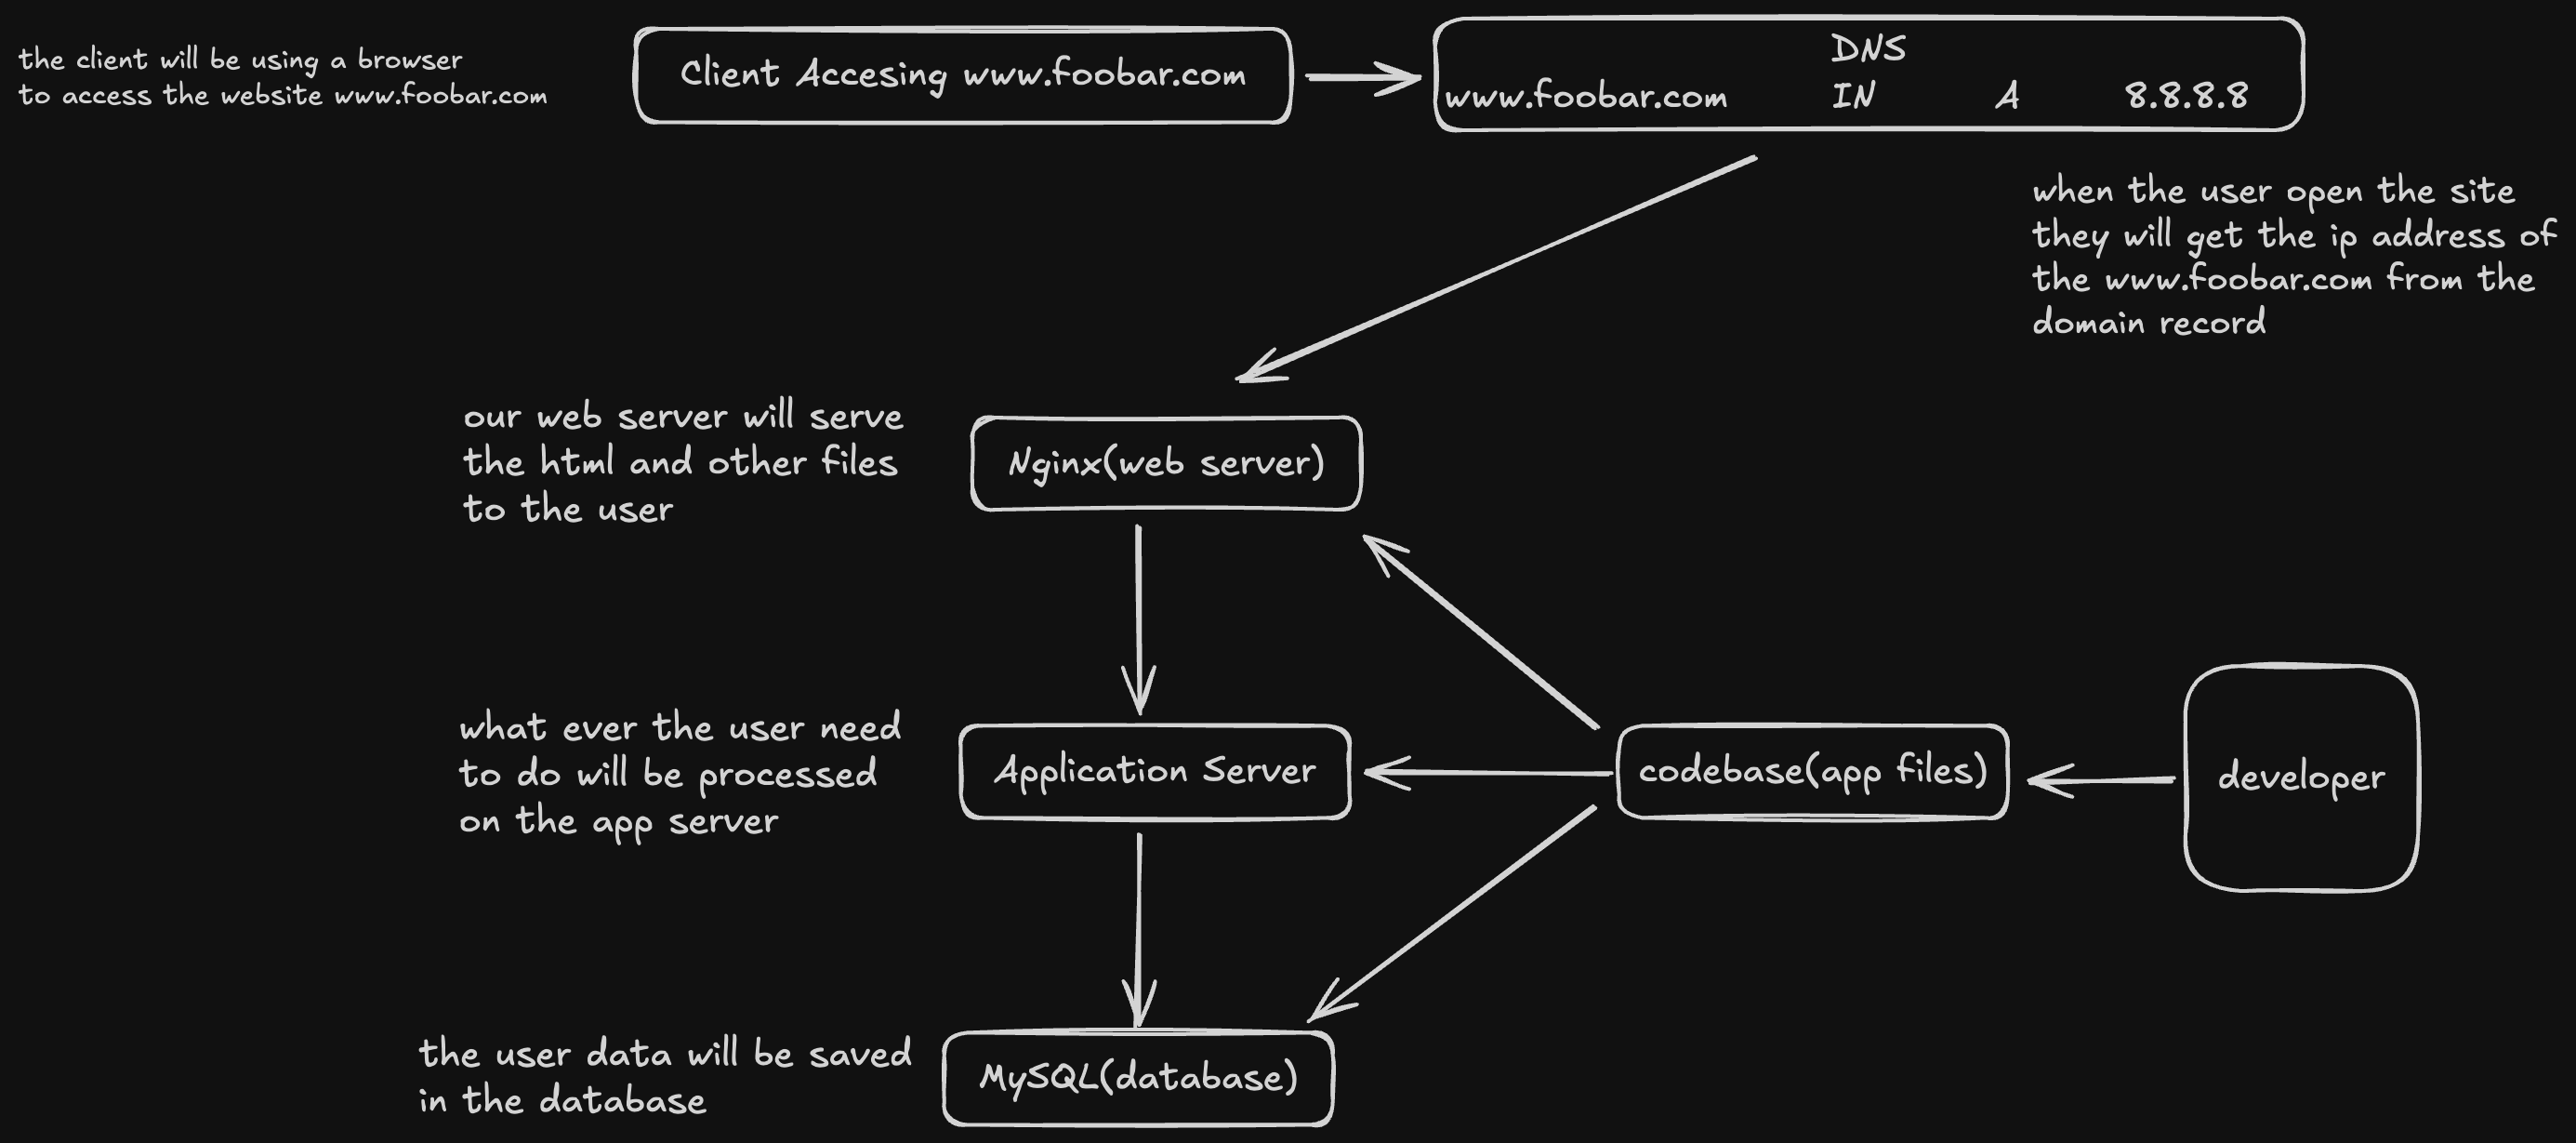 the client will be using a browser
to access the website www.foobar.com
Client Accesing www.foobar.com
DNS
www.foobar.com IN A 8.8.8.8
when the user open the site
they will get the ip address of
the www.foobar.com from the
domain record
our web server will serve
the html and other files
to the user
Nginx(web server)
what ever the user need
to do will be processed
on the app server
Application Server
codebase(app files)
developer
the user data will be saved
in the database
MySQL(database)